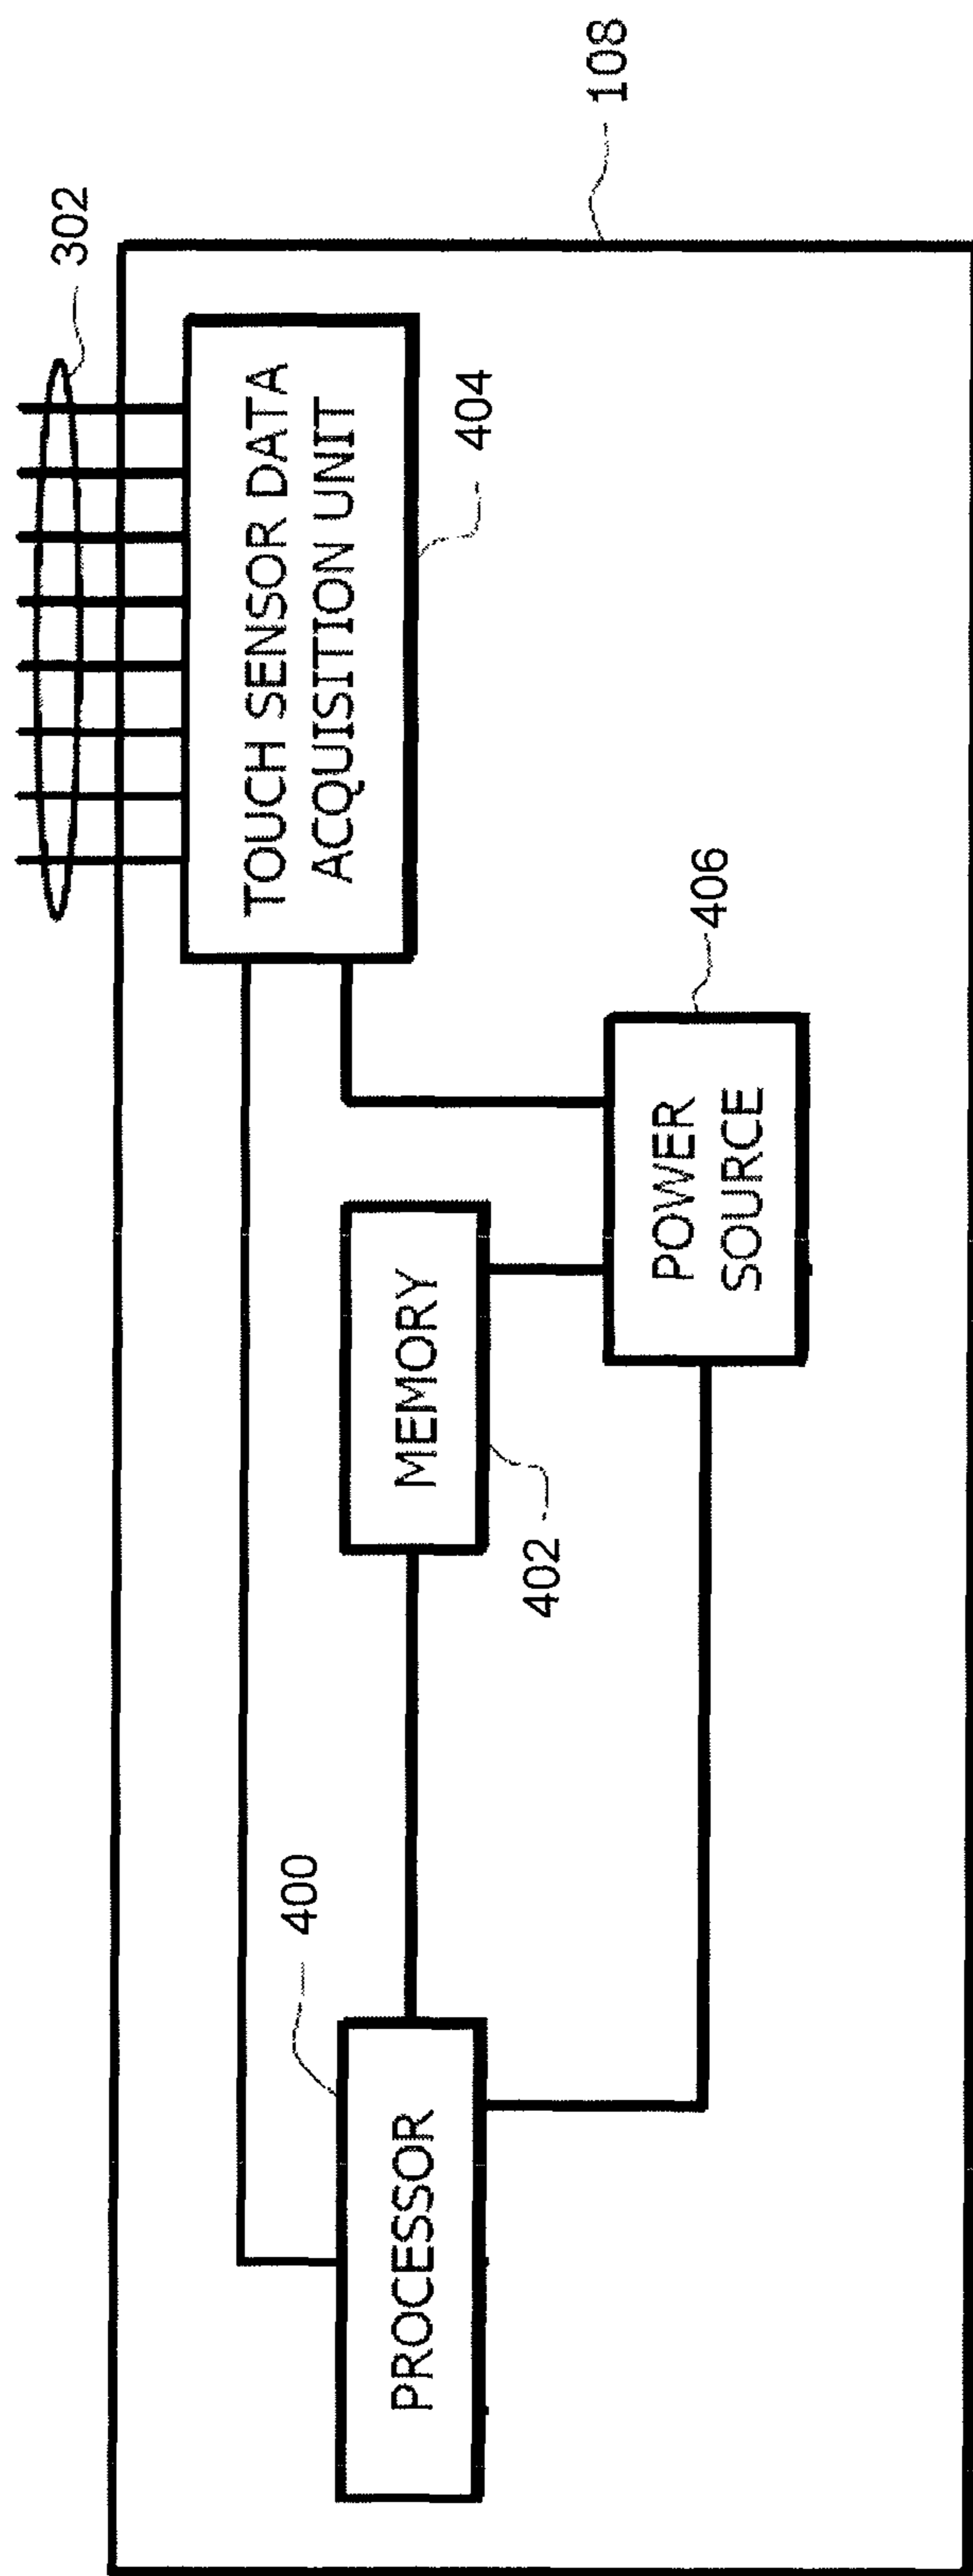 302
108
TOUCH SENSOR DATA
ACQUISITION UNIT
404
400
PROCESSOR
MEMORY
402
406
POWER
SOURCE